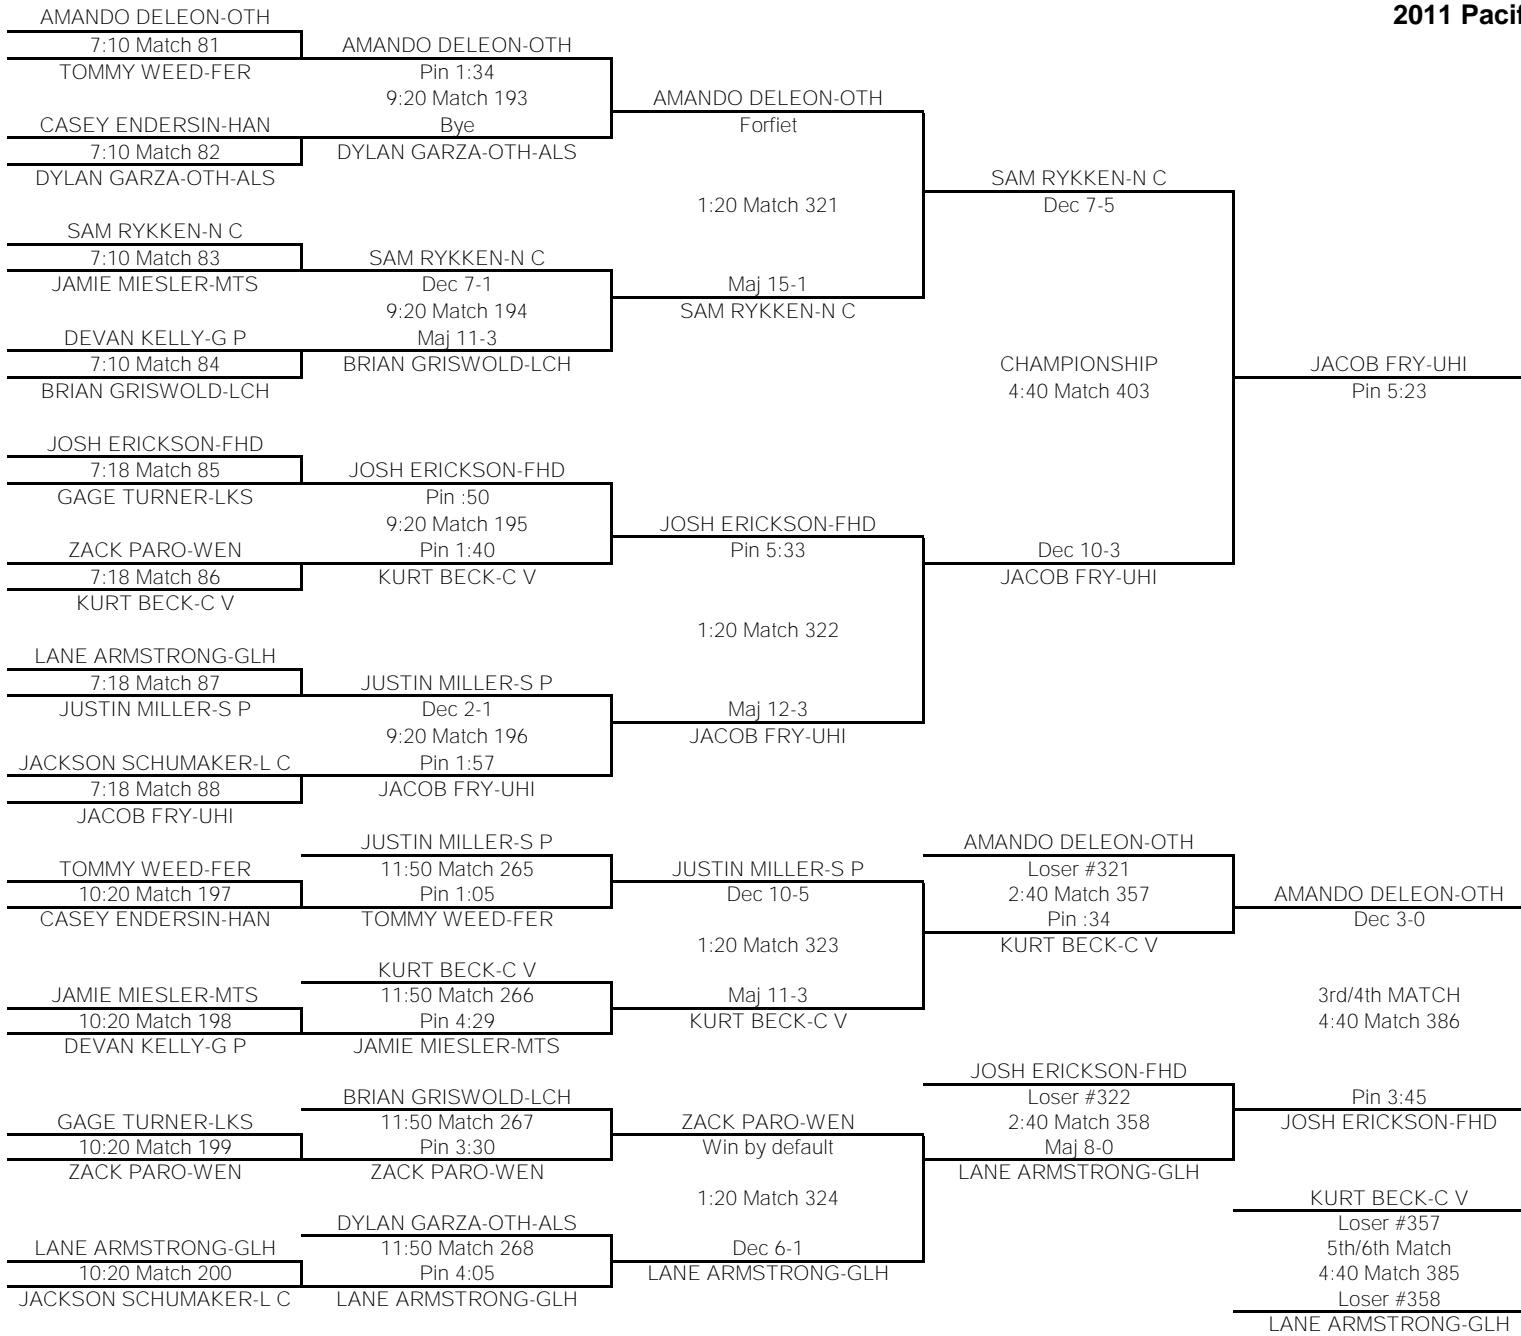 2011 Pacif
AMANDO DELEON-OTH
7:10 Match 81
AMANDO DELEON-OTH
TOMMY WEED-FER
Pin 1:34
9:20 Match 193
AMANDO DELEON-OTH
CASEY ENDERSIN-HAN
Bye
Forfiet
7:10 Match 82
DYLAN GARZA-OTH-ALS
DYLAN GARZA-OTH-ALS
SAM RYKKEN-N C
1:20 Match 321
Dec 7-5
SAM RYKKEN-N C
7:10 Match 83
SAM RYKKEN-N C
JAMIE MIESLER-MTS
Dec 7-1
Maj 15-1
9:20 Match 194
SAM RYKKEN-N C
DEVAN KELLY-G P
Maj 11-3
7:10 Match 84
BRIAN GRISWOLD-LCH
CHAMPIONSHIP
JACOB FRY-UHI
BRIAN GRISWOLD-LCH
4:40 Match 403
Pin 5:23
JOSH ERICKSON-FHD
7:18 Match 85
JOSH ERICKSON-FHD
GAGE TURNER-LKS
Pin :50
9:20 Match 195
JOSH ERICKSON-FHD
ZACK PARO-WEN
Pin 1:40
Pin 5:33
Dec 10-3
7:18 Match 86
KURT BECK-C V
JACOB FRY-UHI
KURT BECK-C V
1:20 Match 322
LANE ARMSTRONG-GLH
7:18 Match 87
JUSTIN MILLER-S P
JUSTIN MILLER-S P
Dec 2-1
Maj 12-3
9:20 Match 196
JACOB FRY-UHI
JACKSON SCHUMAKER-L C
Pin 1:57
7:18 Match 88
JACOB FRY-UHI
JACOB FRY-UHI
JUSTIN MILLER-S P
AMANDO DELEON-OTH
TOMMY WEED-FER
11:50 Match 265
JUSTIN MILLER-S P
Loser #321
10:20 Match 197
Pin 1:05
Dec 10-5
2:40 Match 357
AMANDO DELEON-OTH
CASEY ENDERSIN-HAN
TOMMY WEED-FER
Pin :34
Dec 3-0
1:20 Match 323
KURT BECK-C V
KURT BECK-C V
JAMIE MIESLER-MTS
11:50 Match 266
Maj 11-3
3rd/4th MATCH
10:20 Match 198
Pin 4:29
KURT BECK-C V
4:40 Match 386
DEVAN KELLY-G P
JAMIE MIESLER-MTS
JOSH ERICKSON-FHD
BRIAN GRISWOLD-LCH
Loser #322
Pin 3:45
GAGE TURNER-LKS
11:50 Match 267
ZACK PARO-WEN
2:40 Match 358
JOSH ERICKSON-FHD
10:20 Match 199
Pin 3:30
Win by default
Maj 8-0
ZACK PARO-WEN
ZACK PARO-WEN
LANE ARMSTRONG-GLH
1:20 Match 324
KURT BECK-C V
DYLAN GARZA-OTH-ALS
Loser #357
LANE ARMSTRONG-GLH
11:50 Match 268
Dec 6-1
5th/6th Match
10:20 Match 200
Pin 4:05
LANE ARMSTRONG-GLH
4:40 Match 385
JACKSON SCHUMAKER-L C
LANE ARMSTRONG-GLH
Loser #358
LANE ARMSTRONG-GLH